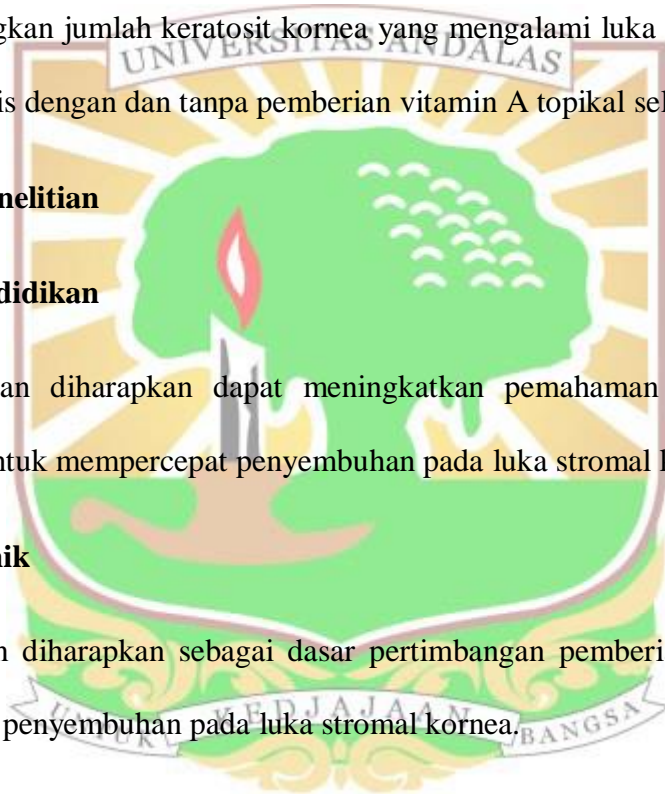 gkan jumlah keratosit kornea yang mengalami luka
UNIVERSITAS ANDALAS
is dengan dan tanpa pemberian vitamin A topikal sel
nelitian
didikan
an diharapkan dapat meningkatkan pemahaman
ntuk mempercepat penyembuhan pada luka stromal k
nik
n diharapkan sebagai dasar pertimbangan pemberi
penyembuhan pada luka stromal kornea.
UNTUK KEDJAJAAN BANGSA